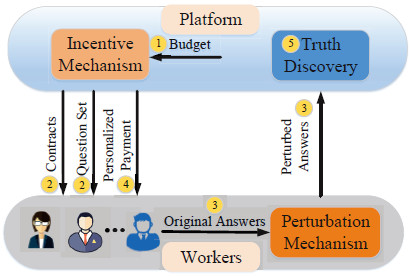 Platform
Incentive
Mechanism
1 Budget
5 Truth
Discovery
Contracts
2
Question Set
2
Personalized
Payment
4
3
Perturbed
Answers
3
Original Answers
Perturbation
Mechanism
Workers